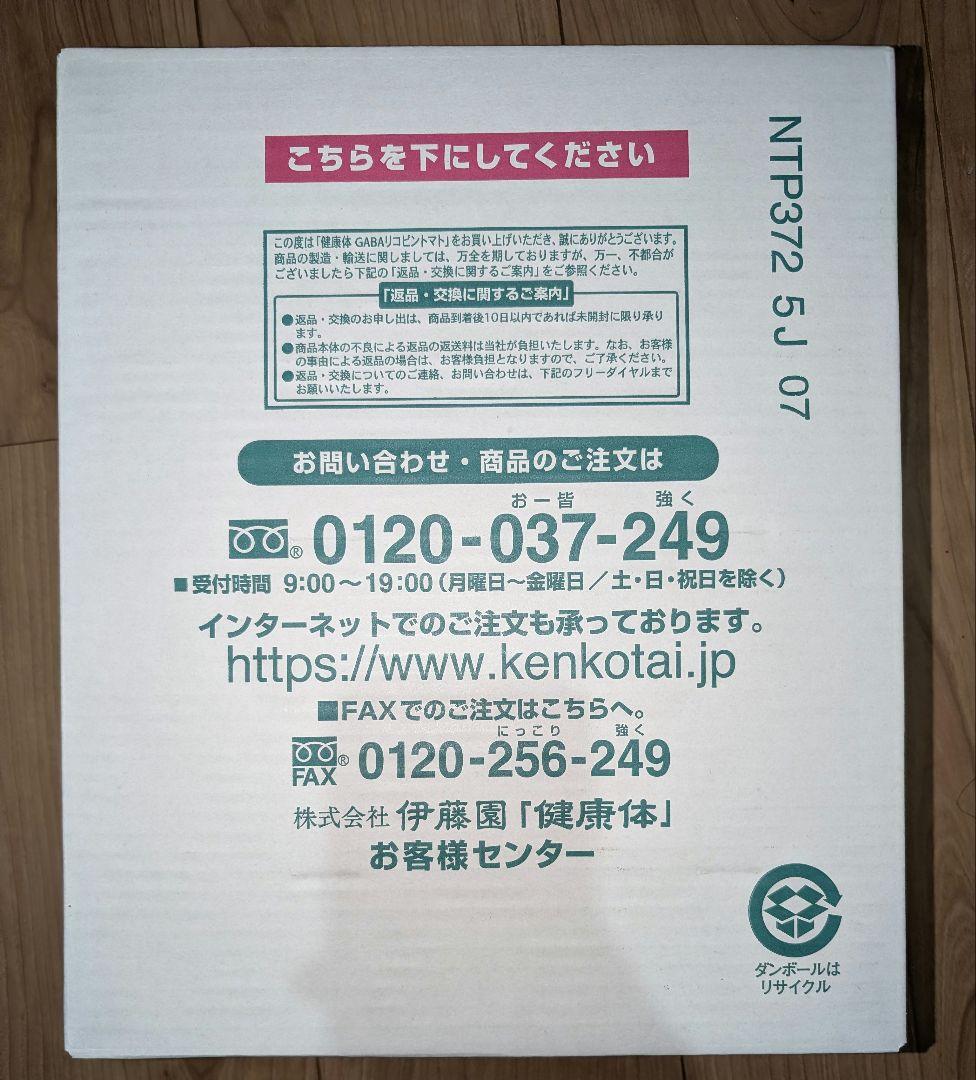 こちらを下にしてください
NTP372 5J 07
この度は「健康体 GABAリコピントマト」をお買い上げいただき、誠にありがとうございます。
商品の製造・輸送に関しましては、万全を期しておりますが、万一、不都合が
ございましたら下記の「返品・交換に関するご案内」をご参照ください。
「返品・交換に関するご案内」
●返品・交換のお申し出は、商品到着後10日以内であれば未開封に限り承り
ます。
●商品本体の不良による返品の返送料は当社が負担いたします。なお、お客様
の事由による返品の場合は、お客様負担となりますので、ご了承ください。
●返品・交換についてのご連絡、お問い合わせは、下記のフリーダイヤルまで
お願いいたします。
お問い合わせ・商品のご注文は
おー皆 強く
® 0120-037-249
■受付時間 9:00〜19:00(月曜日〜金曜日/土・日・祝日を除く)
インターネットでのご注文も承っております。
https://www.kenkotai.jp
■FAXでのご注文はこちらへ。
にっこり 強く
FAX® 0120-256-249
株式会社 伊藤園「健康体」
お客様センター
ダンボールは
リサイクル